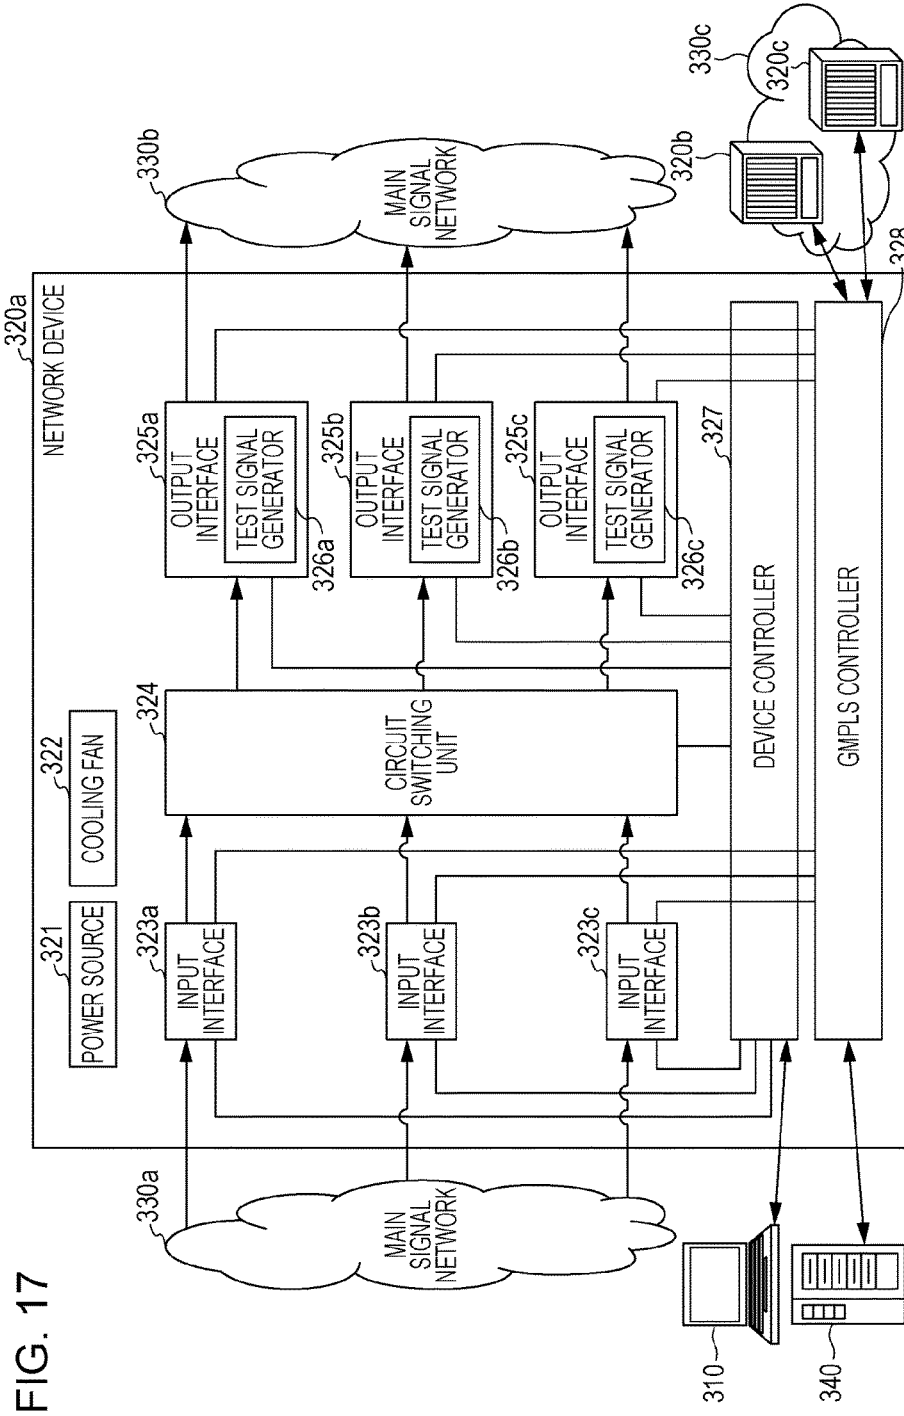 FIG. 17
320a
NETWORK DEVICE
321
POWER SOURCE
322
COOLING FAN
330a
MAIN
SIGNAL
NETWORK
323a
INPUT
INTERFACE
323b
INPUT
INTERFACE
323c
INPUT
INTERFACE
324
CIRCUIT
SWITCHING
UNIT
325a
OUTPUT
INTERFACE
TEST SIGNAL
GENERATOR
326a
325b
OUTPUT
INTERFACE
TEST SIGNAL
GENERATOR
326b
325c
OUTPUT
INTERFACE
TEST SIGNAL
GENERATOR
326c
330b
MAIN
SIGNAL
NETWORK
327
DEVICE CONTROLLER
GMPLS CONTROLLER
328
310
340
320b
330c
320c